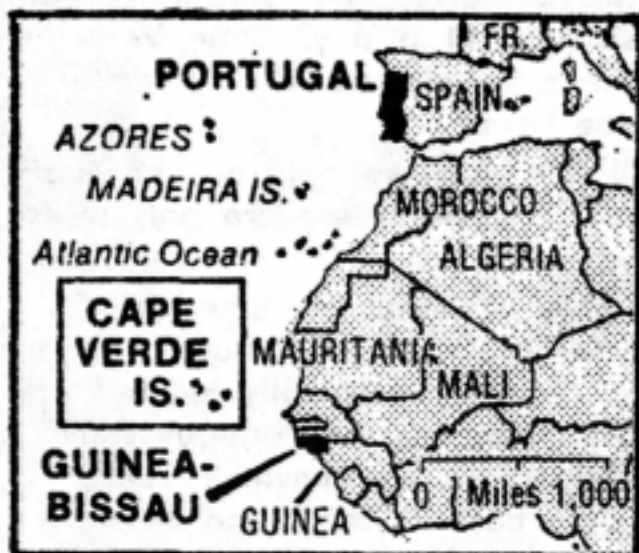 FR.
PORTUGAL
SPAIN
AZORES
MADEIRA IS.
MOROCCO
Atlantic Ocean
ALGERIA
CAPE
VERDE
IS.
MAURITANIA
MALI
GUINEA-
BISSAU
GUINEA
0 Miles 1,000